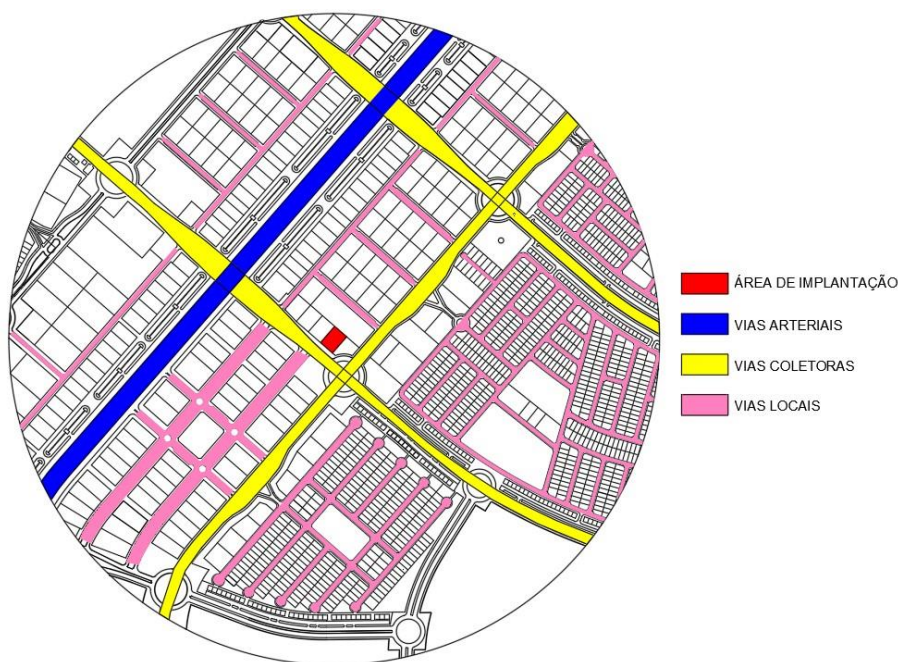 ÁREA DE IMPLANTAÇÃO
VIAS ARTERIAIS
VIAS COLETORAS
VIAS LOCAIS